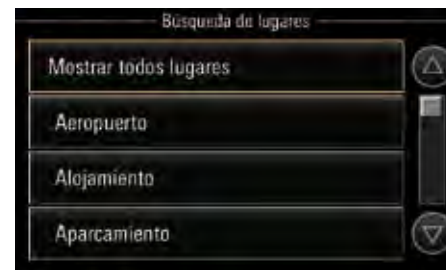 Búsqueda de lugares
Mostrar todos lugares
Aeropuerto
Alojamiento
Aparcamiento